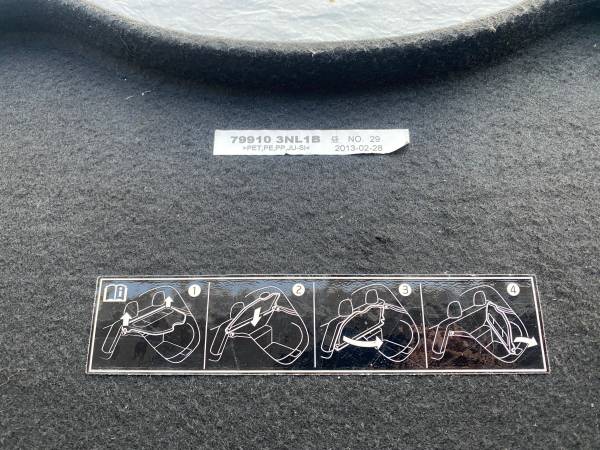 79910 3NL1B NO. 29
>PET,PE,PP,JU-SI< 2013-02-28
i 1 2 3 4